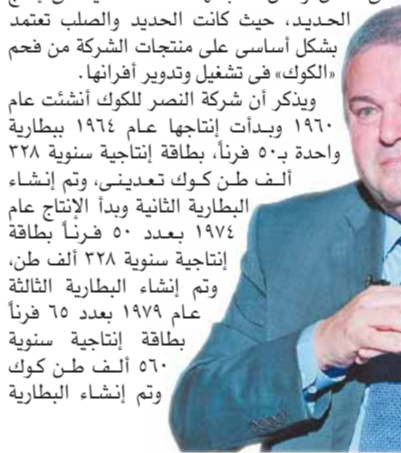 الحديد، حيث كانت الحديد والصلب تعتمد
بشكل أساسى على منتجات الشركة من فحم
«الكوك» فى تشغيل وتدوير أفرانها.
ويذكر أن شركة النصر للكوك أنشئت عام
١٩٦٠ وبدأت إنتاجها عام ١٩٦٤ ببطارية
واحدة بـ٥٠ فرناً، بطاقة إنتاجية سنوية ٣٢٨
ألف طن كوك تعدينى، وتم إنشاء
البطارية الثانية وبدأ الإنتاج عام
١٩٧٤ بعدد ٥٠ فرناً بطاقة
إنتاجية سنوية ٣٢٨ ألف طن،
وتم إنشاء البطارية الثالثة
عام ١٩٧٩ بعدد ٦٥ فرناً
بطاقة إنتاجية سنوية
٥٦٠ ألف طن كوك
وتم إنشاء البطارية